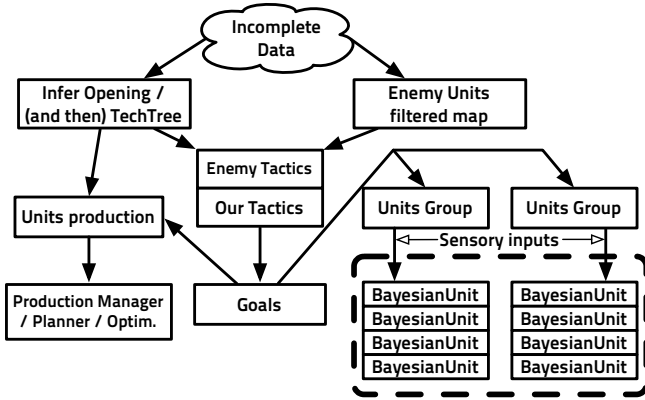 Incomplete
Data
Infer Opening /
(and then) TechTree
Enemy Units
filtered map
Enemy Tactics
Our Tactics
Units production
Units Group
Units Group
Sensory inputs
Production Manager
/ Planner / Optim.
Goals
BayesianUnit
BayesianUnit
BayesianUnit
BayesianUnit
BayesianUnit
BayesianUnit
BayesianUnit
BayesianUnit